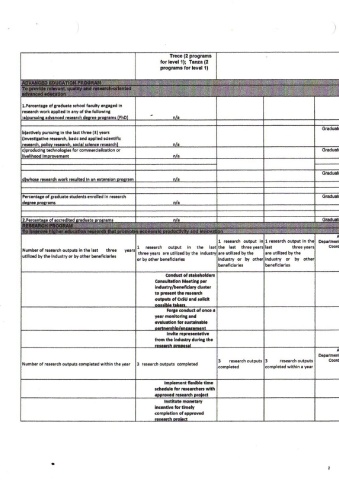 Trece (2 programs
for level 1); Tanza (2
programs for level 1)
ADVANCED EDUCATION PROGRAM
To provide relevant, quality and research-oriented
advanced education
1.Percentage of graduate school faculty engaged in
research work applied in any of the following
a)pursuing advanced research degree programs (PhD)
n/a
b)actively pursuing in the last three (3) years
(investigative research, basic and applied scientific
research, policy research, social science research)
n/a
Graduat
c)producing technologies for commercialization or
livelihood improvement
n/a
Graduat
d)whose research work resulted in an extension program
n/a
Graduat
Percentage of graduate students enrolled in research
degree programs
n/a
Graduat
2.Percentage of accredited graduate programs
n/a
Graduat
RESEARCH PROGRAM
To improve higher education research that promotes economic productivity and innovation
Number of research outputs in the last three years
utilized by the industry or by other beneficiaries
1 research output in the last
three years are utilized by the industry
or by other beneficiaries
1 research output in
the last three years
are utilized by the
industry or by other
beneficiaries
1 research output in the
last three years
are utilized by the
industry or by other
beneficiaries
Department
Coord
Conduct of stakeholders
Consultation Meeting per
industry/beneficiary cluster
to present the research
outputs of CvSU and solicit
possible takers.
Forge conduct of once a
year monitoring and
evaluation for sustainable
partnership/engagement
Invite representative
from the industry during the
research proposal
Number of research outputs completed within the year
3 research outputs completed
3 research outputs
completed
3 research outputs
completed within a year
Department
Coord
Implement flexible time
schedule for researchers with
approved research project
Institute monetary
incentive for timely
completion of approved
research project